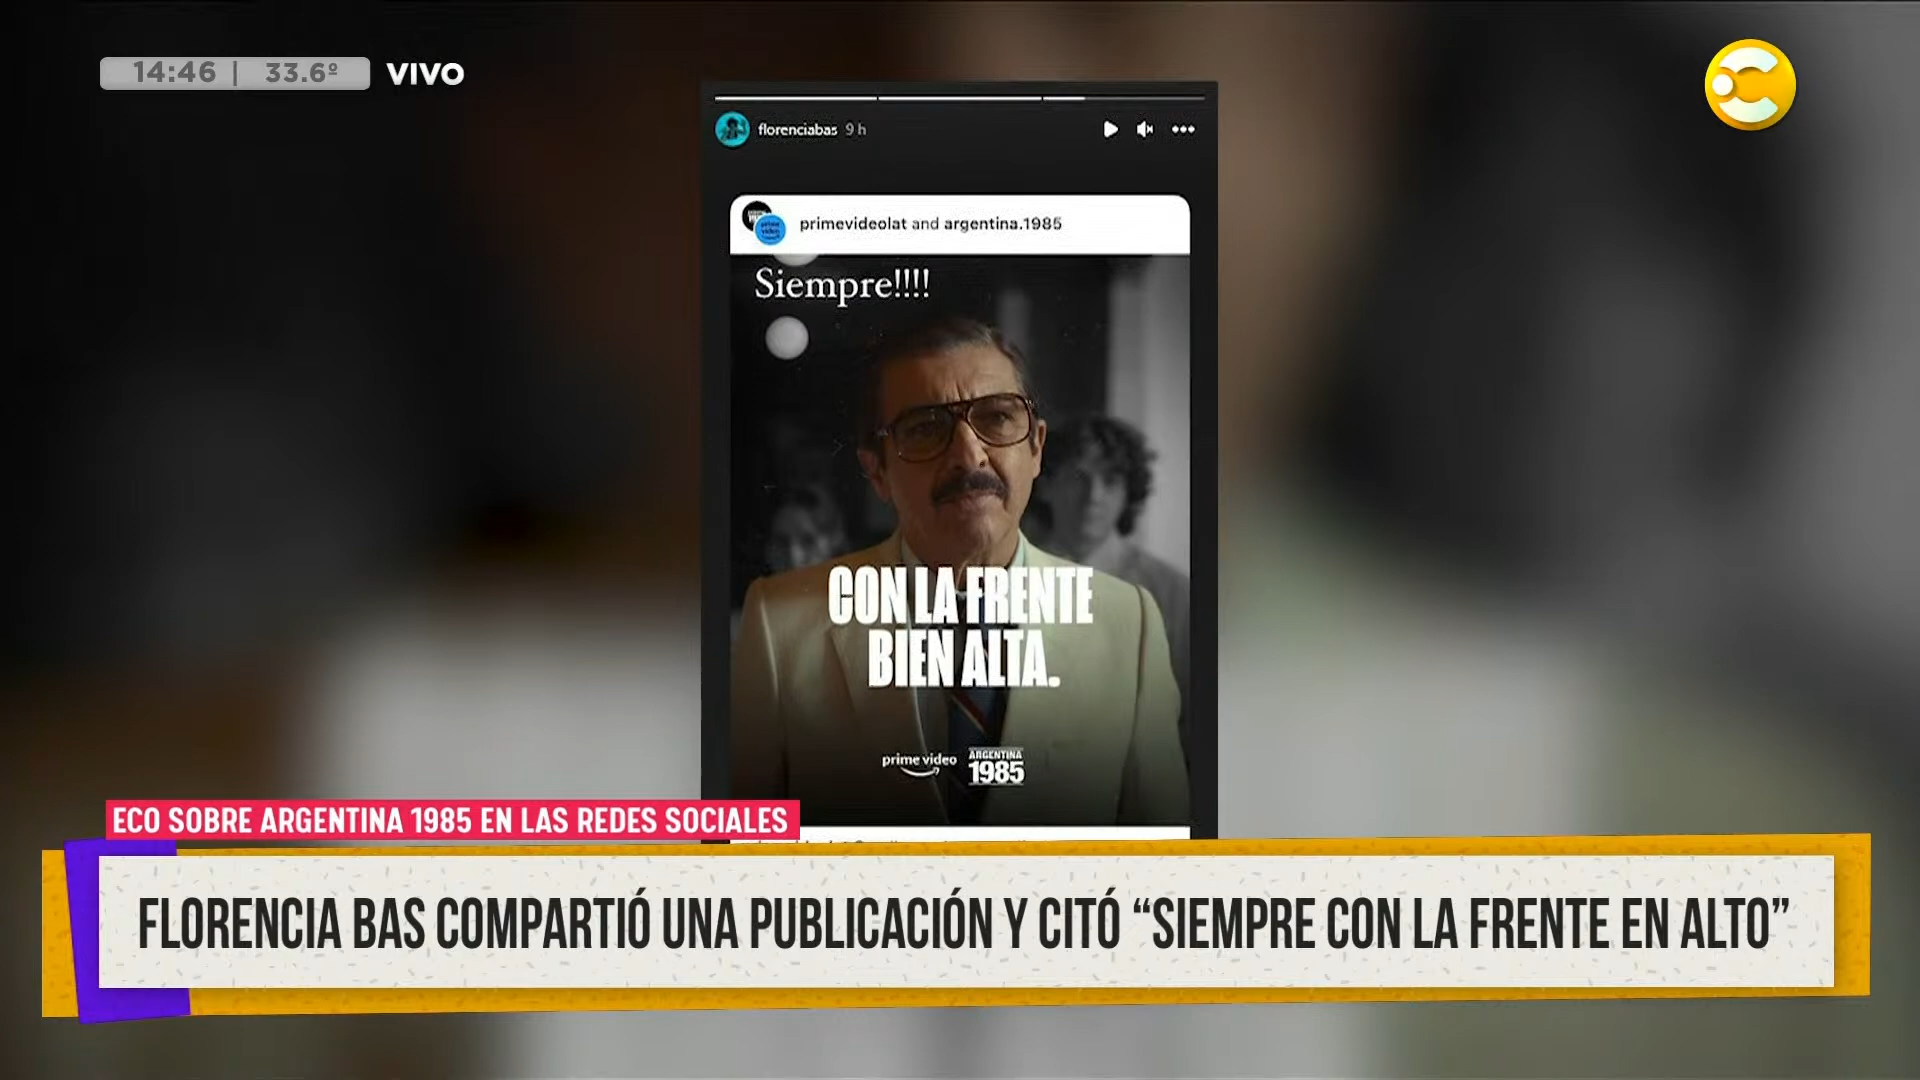 14:46 | 33.6º VIVO
florenciabas 9 h
primevideolat and argentina.1985
Siempre!!!!
CON LA FRENTE
BIEN ALTA.
prime video
ARGENTINA
1985
ECO SOBRE ARGENTINA 1985 EN LAS REDES SOCIALES
FLORENCIA BAS COMPARTIÓ UNA PUBLICACIÓN Y CITÓ “SIEMPRE CON LA FRENTE EN ALTO”